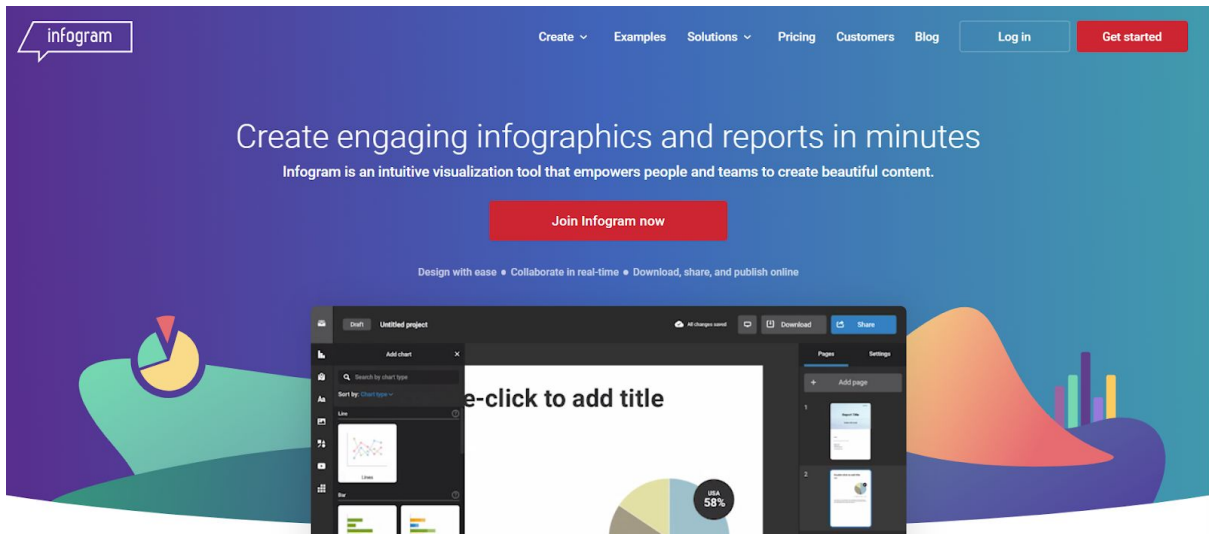 infogram
Create
Examples
Solutions
Pricing
Customers
Blog
Log in
Get started
Create engaging infographics and reports in minutes
Infogram is an intuitive visualization tool that empowers people and teams to create beautiful content.
Join Infogram now
Design with ease • Collaborate in real-time • Download, share, and publish online
Draft
Untitled project
All changes saved
Download
Share
Add chart
Pages
Settings
Search by chart type
Add page
Sort by: Chart type
e-click to add title
Line
1
Report Title
Lines
2
Bar
USA
58%